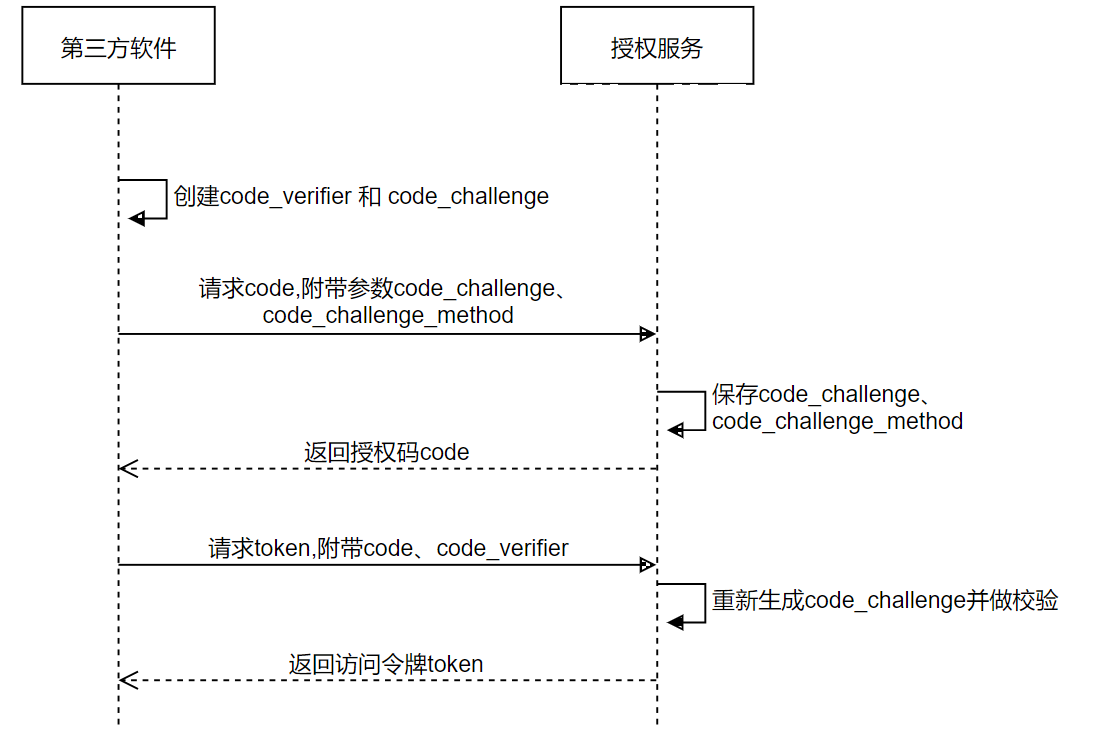 第三方软件
授权服务
创建code_verifier 和 code_challenge
请求code,附带参数code_challenge、
code_challenge_method
保存code_challenge、
code_challenge_method
返回授权码code
请求token,附带code、code_verifier
重新生成code_challenge并做校验
返回访问令牌token